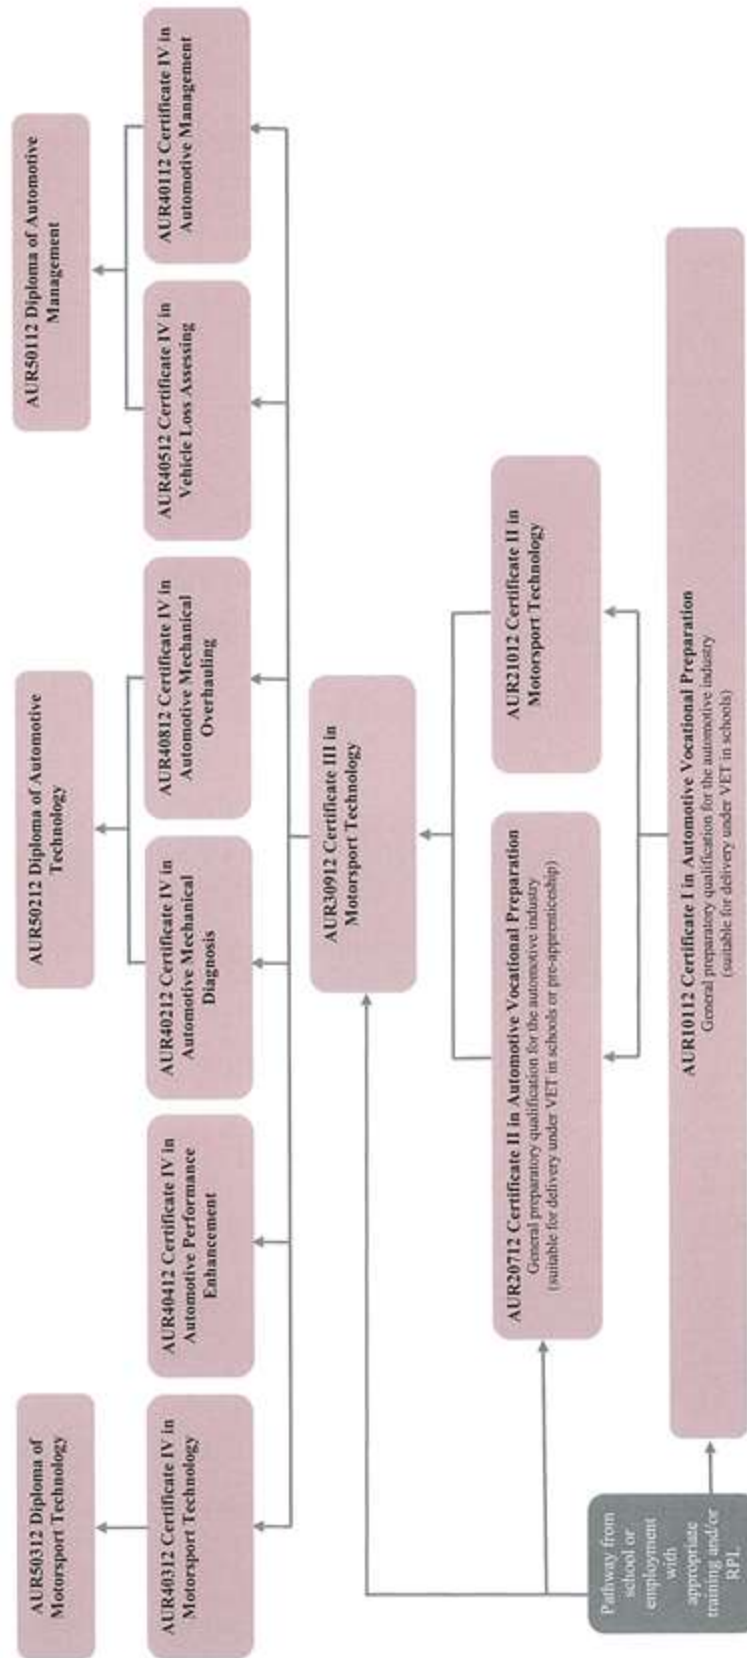 AUR50312 Diploma of
Motorsport Technology
AUR50212 Diploma of Automotive
Technology
AUR50112 Diploma of Automotive
Management
AUR40312 Certificate IV in
Motorsport Technology
AUR40412 Certificate IV in
Automotive Performance
Enhancement
AUR40212 Certificate IV in
Automotive Mechanical
Diagnosis
AUR40812 Certificate IV in
Automotive Mechanical
Overhauling
AUR40512 Certificate IV in
Vehicle Loss Assessing
AUR40112 Certificate IV in
Automotive Management
AUR30912 Certificate III in
Motorsport Technology
AUR20712 Certificate II in Automotive Vocational Preparation
General preparatory qualification for the automotive industry
(suitable for delivery under VET in schools or pre-apprenticeship)
AUR21012 Certificate II in
Motorsport Technology
Pathway from
school or
employment
with
appropriate
training and/or
RPL
AUR10112 Certificate I in Automotive Vocational Preparation
General preparatory qualification for the automotive industry
(suitable for delivery under VET in schools)